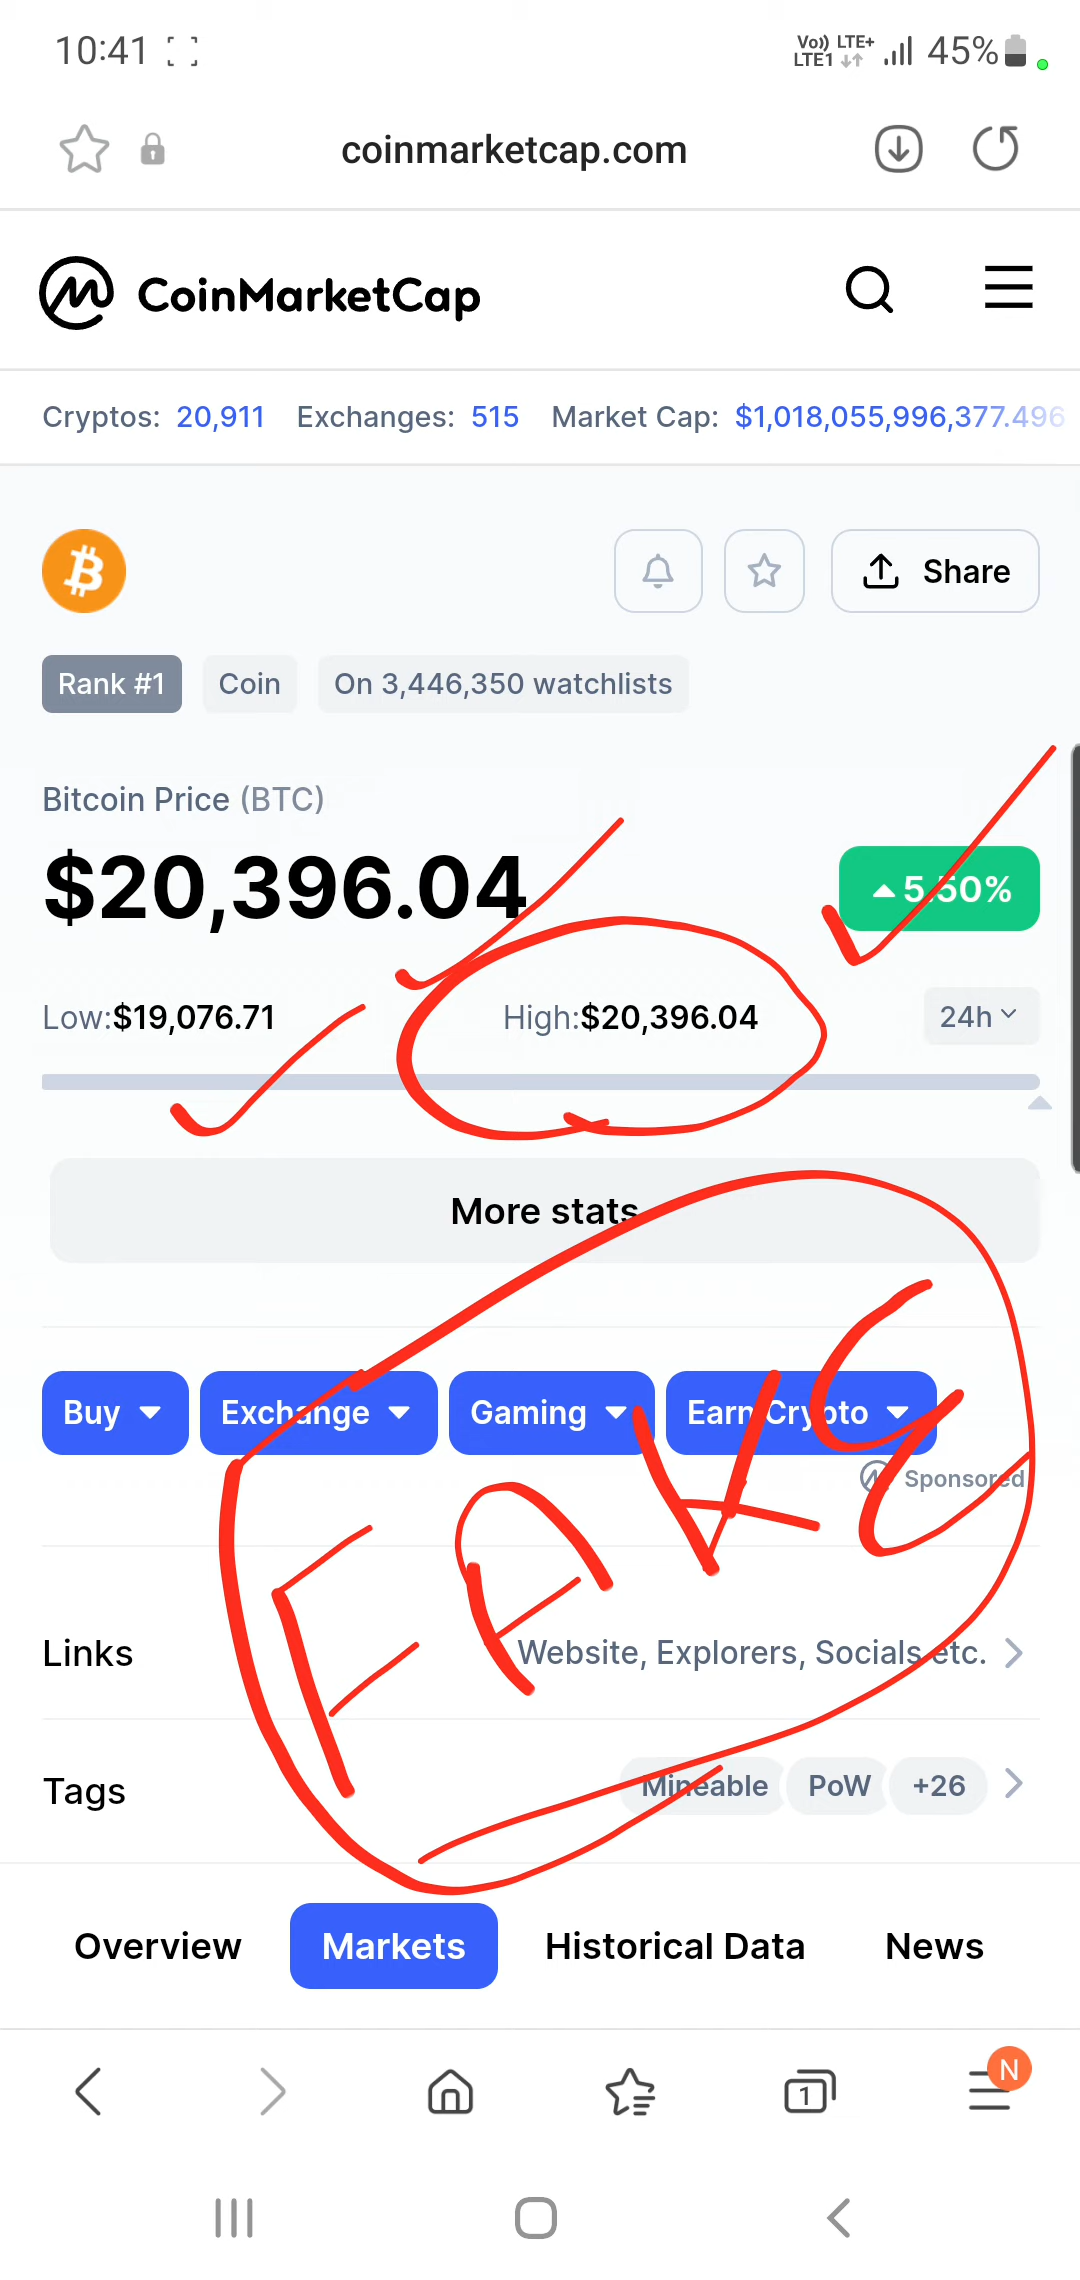 10:41 Vo)) LTE+ LTE1 45%
coinmarketcap.com
CoinMarketCap
Cryptos: 20,911 Exchanges: 515 Market Cap: $1,018,055,996,377.496
Rank #1 Coin On 3,446,350 watchlists
Share
Bitcoin Price (BTC)
$20,396.04 5.50%
Low:$19,076.71 High:$20,396.04 24h
More stats
Buy Exchange Gaming Earn Crypto
Sponsored
FAKE
Links Website, Explorers, Socials etc.
Tags Mineable PoW +26
Overview Markets Historical Data News
1 N